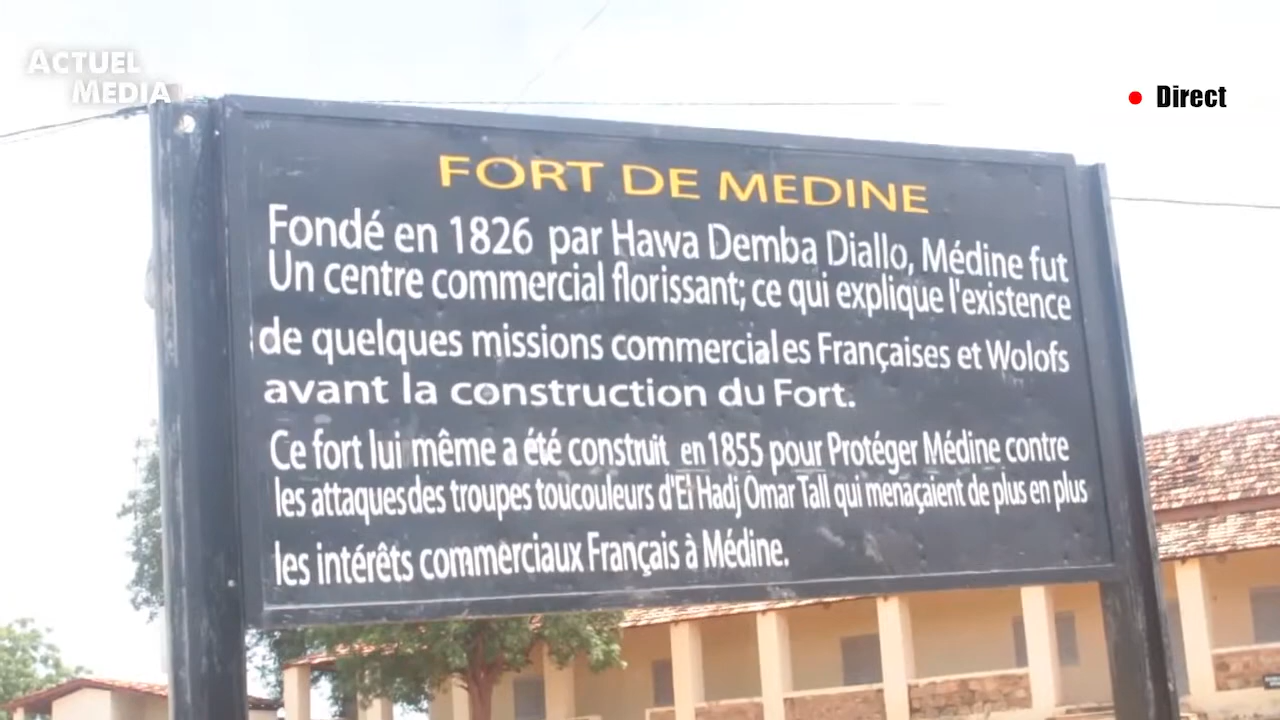 ACTUEL
MEDIA
Direct
FORT DE MEDINE
Fondé en 1826 par Hawa Demba Diallo, Médine fut
Un centre commercial florissant; ce qui explique l'existence
de quelques missions commerciales Françaises et Wolofs
avant la construction du Fort.
Ce fort lui même a été construit en 1855 pour Protéger Médine contre
les attaques des troupes toucouleurs d'El Hadj Omar Tall qui menaçaient de plus en plus
les intérêts commerciaux Français à Médine.